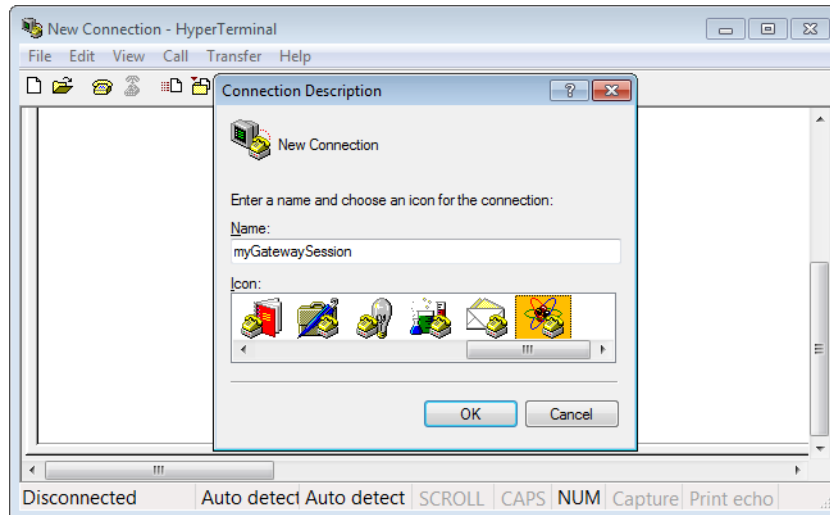 New Connection - HyperTerminal
File Edit View Call Transfer Help
Connection Description
New Connection
Enter a name and choose an icon for the connection:
Name:
myGatewaySession
Icon:
OK Cancel
Disconnected Auto detect Auto detect SCROLL CAPS NUM Capture Print echo